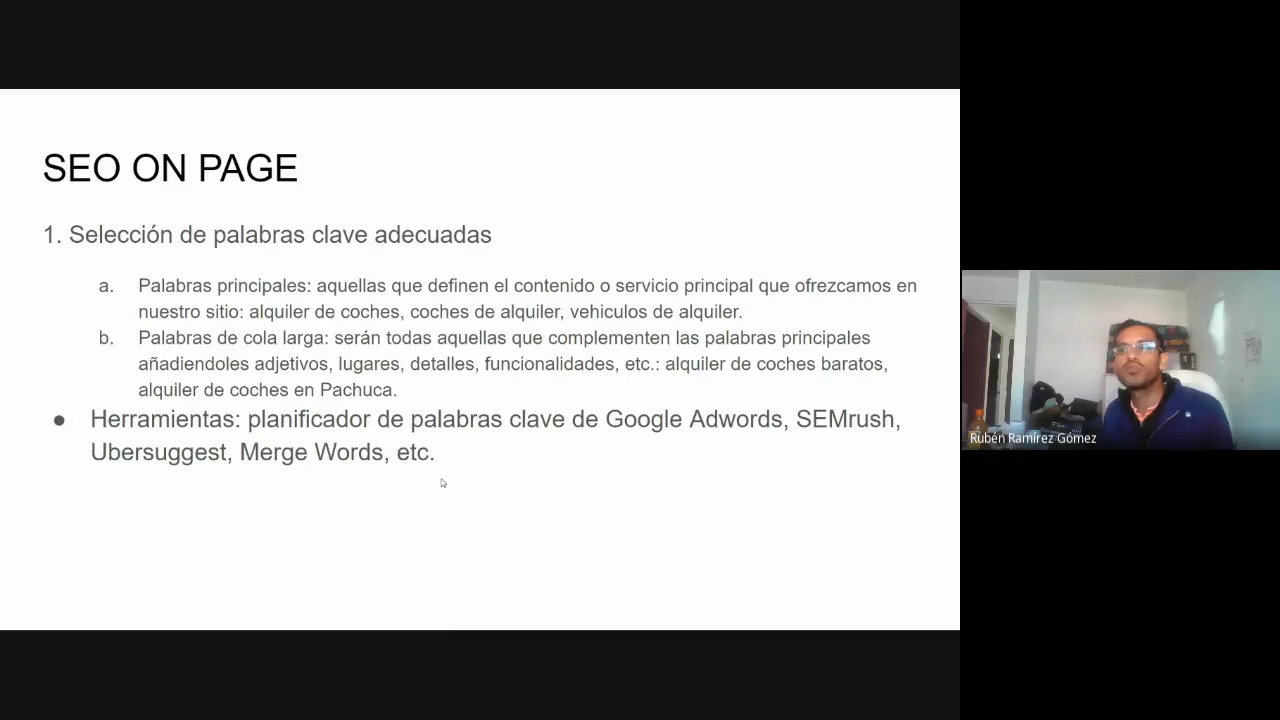 SEO ON PAGE
1. Selección de palabras clave adecuadas
a. Palabras principales: aquellas que definen el contenido o servicio principal que ofrezcamos en
nuestro sitio: alquiler de coches, coches de alquiler, vehiculos de alquiler.
b. Palabras de cola larga: serán todas aquellas que complementen las palabras principales
añadiendoles adjetivos, lugares, detalles, funcionalidades, etc.: alquiler de coches baratos,
alquiler de coches en Pachuca.
● Herramientas: planificador de palabras clave de Google Adwords, SEMrush,
Ubersuggest, Merge Words, etc.
Rubén Ramírez Gómez